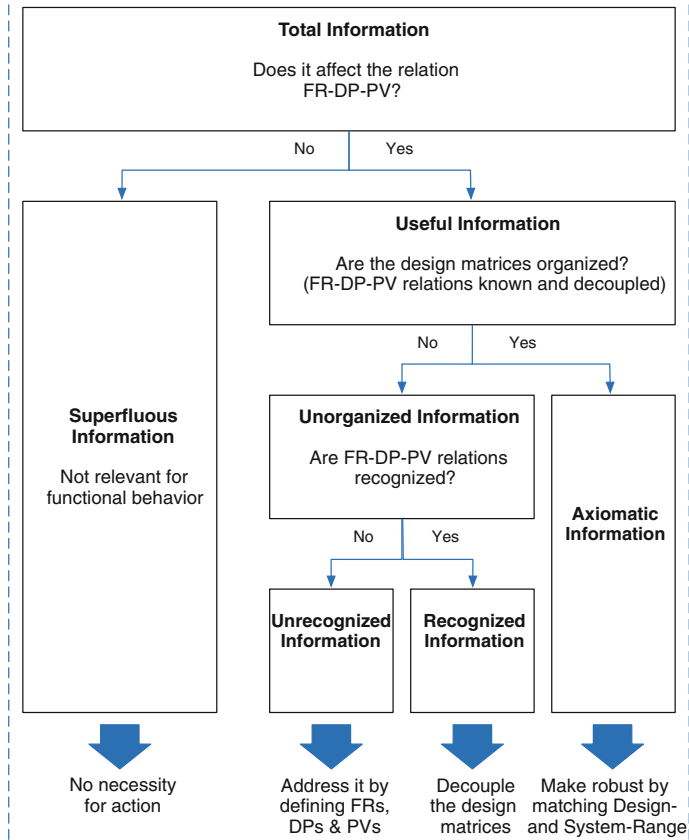 Total Information
Does it affect the relation
FR-DP-PV?
No
Yes
Useful Information
Are the design matrices organized?
(FR-DP-PV relations known and decoupled)
No
Yes
Superfluous
Information
Not relevant for
functional behavior
Unorganized Information
Are FR-DP-PV relations
recognized?
No
Yes
Axiomatic
Information
Unrecognized
Information
Recognized
Information
No necessity
for action
Address it by
defining FRs,
DPs & PVs
Decouple
the design
matrices
Make robust by
matching Design-
and System-Range